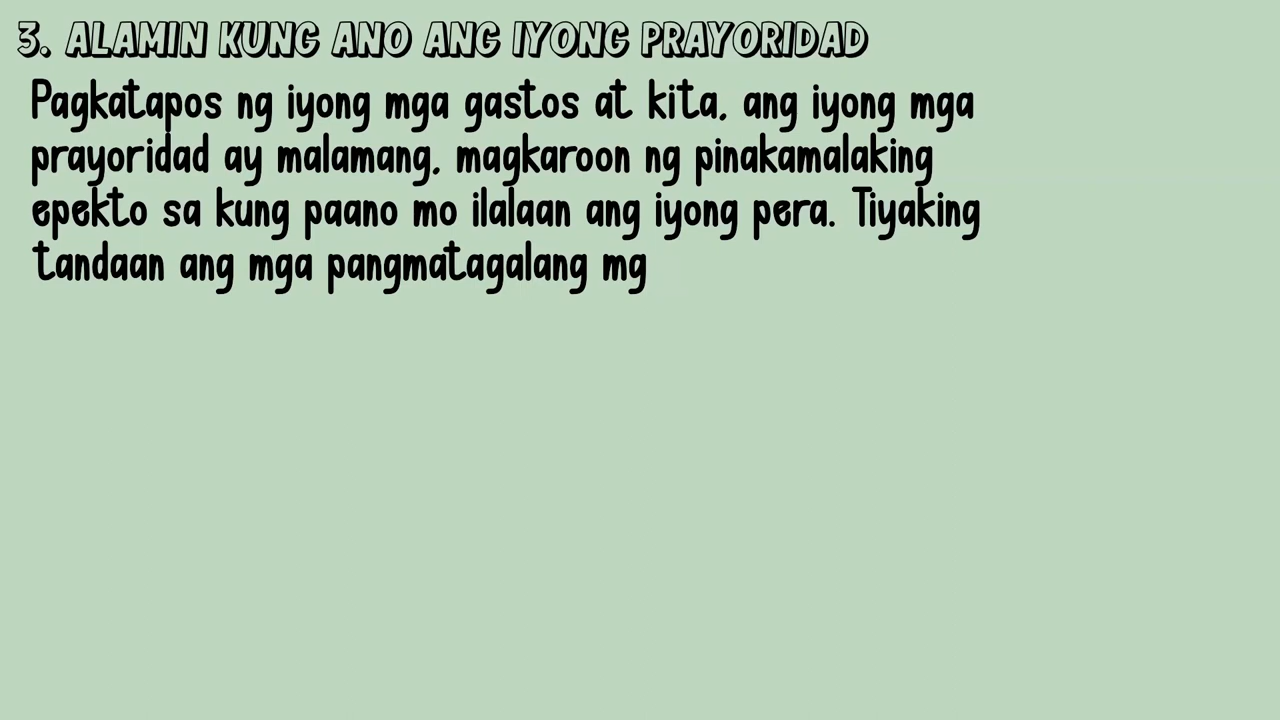 3. ALAMIN KUNG ANO ANG IYONG PRAYORIDAD
Pagkatapos ng iyong mga gastos at kita, ang iyong mga
prayoridad ay malamang, magkaroon ng pinakamalaking
epekto sa kung paano mo ilalaan ang iyong pera. Tiyaking
tandaan ang mga pangmatagalang mg